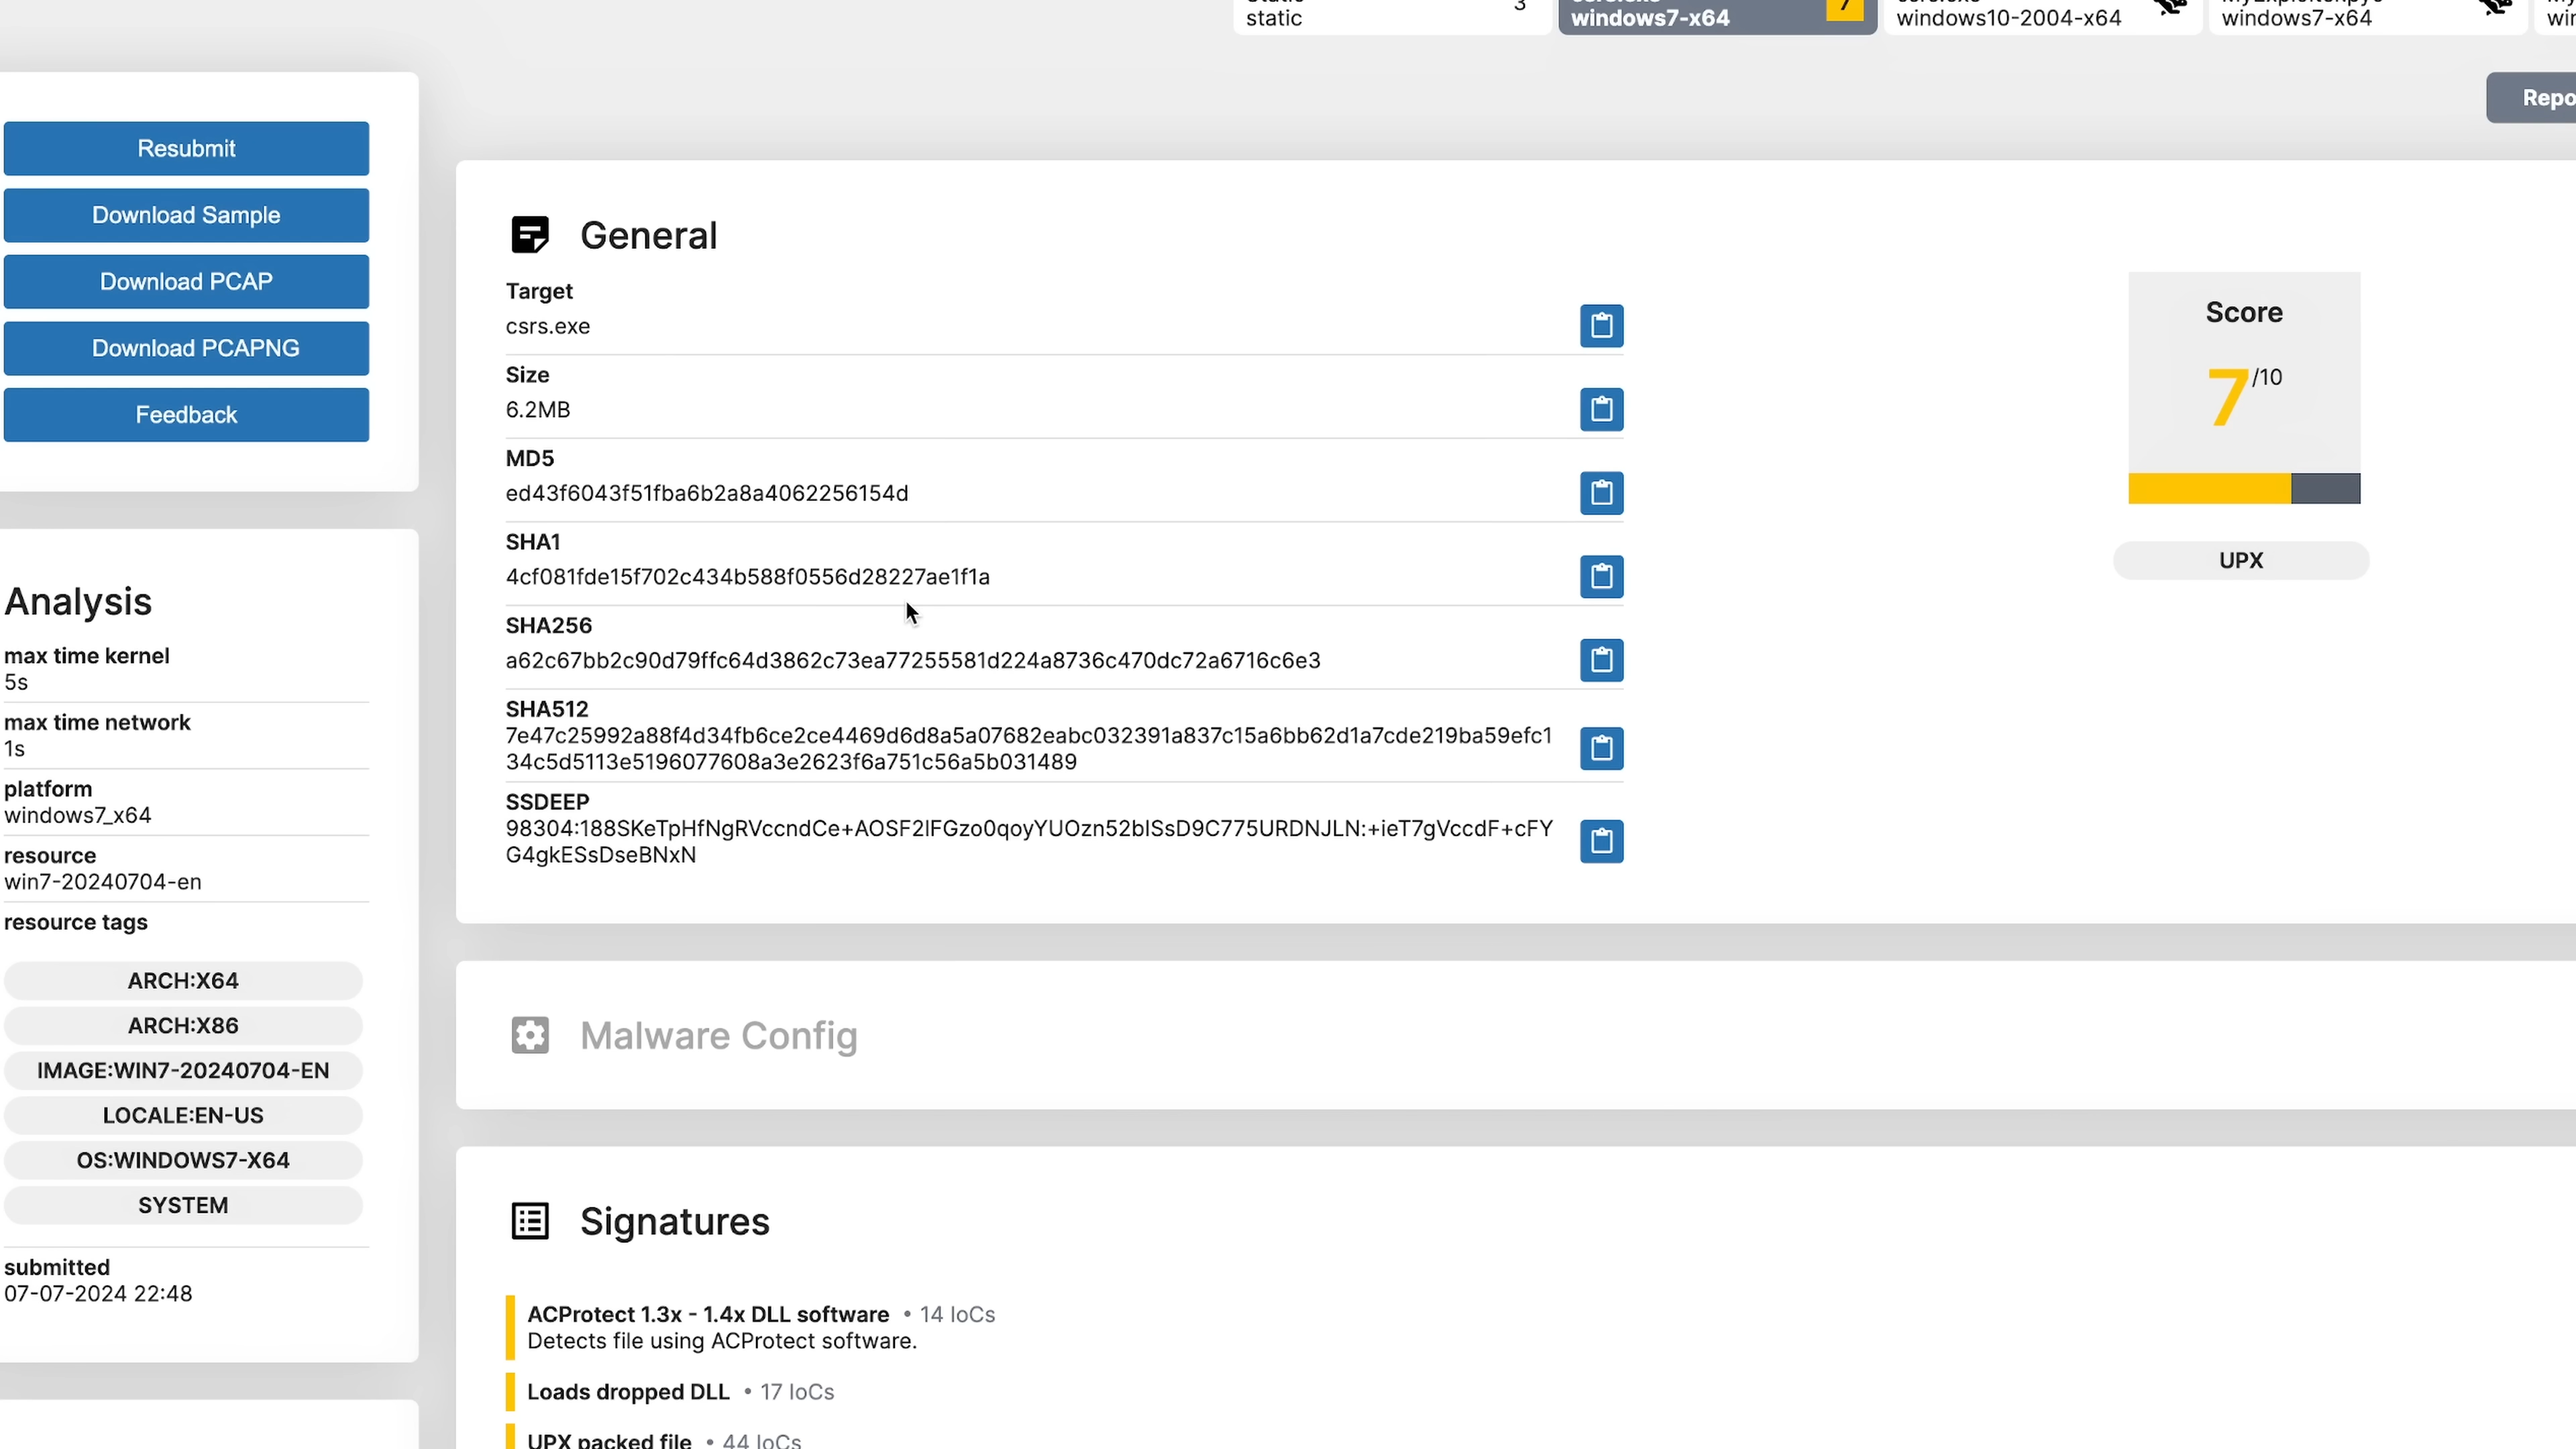 static
3
windows7-x64
7
windows10-2004-x64
windows7-x64
Resubmit
Download Sample
Download PCAP
Download PCAPNG
Feedback
Analysis
max time kernel
5s
max time network
1s
platform
windows7_x64
resource
win7-20240704-en
resource tags
ARCH:X64
ARCH:X86
IMAGE:WIN7-20240704-EN
LOCALE:EN-US
OS:WINDOWS7-X64
SYSTEM
submitted
07-07-2024 22:48
General
Target
csrs.exe
Size
6.2MB
MD5
ed43f6043f51fba6b2a8a4062256154d
SHA1
4cf081fde15f702c434b588f0556d28227ae1f1a
SHA256
a62c67bb2c90d79ffc64d3862c73ea77255581d224a8736c470dc72a6716c6e3
SHA512
7e47c25992a88f4d34fb6ce2ce4469d6d8a5a07682eabc032391a837c15a6bb62d1a7cde219ba59efc1
34c5d5113e5196077608a3e2623f6a751c56a5b031489
SSDEEP
98304:188SKeTpHfNgRVccndCe+AOSF2lFGzo0qoyYUOzn52blSsD9C775URDNJLN:+ieT7gVccdF+cFY
G4gkESsDseBNxN
Score
7/10
UPX
Malware Config
Signatures
ACProtect 1.3x - 1.4x DLL software • 14 IoCs
Detects file using ACProtect software.
Loads dropped DLL • 17 IoCs
UPX packed file • 44 IoCs